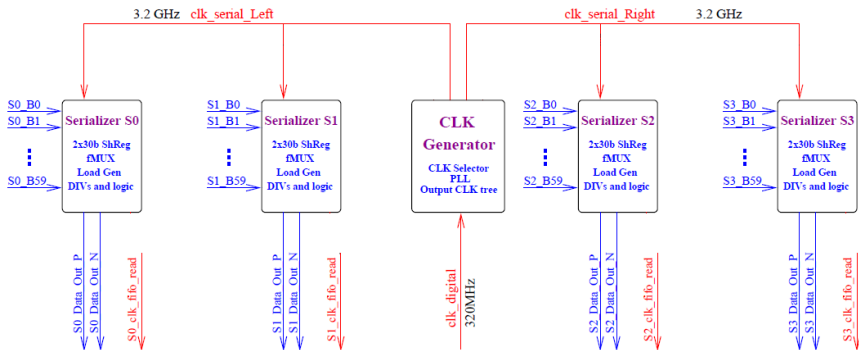 3.2 GHz clk_serial_Left clk_serial_Right 3.2 GHz
S0_B0
S0_B1
S0_B59
Serializer S0
2x30b ShReg
fMUX
Load Gen
DIVs and logic
S1_B0
S1_B1
S1_B59
Serializer S1
2x30b ShReg
fMUX
Load Gen
DIVs and logic
CLK
Generator
CLK Selector
PLL
Output CLK tree
S2_B0
S2_B1
S2_B59
Serializer S2
2x30b ShReg
fMUX
Load Gen
DIVs and logic
S3_B0
S3_B1
S3_B59
Serializer S3
2x30b ShReg
fMUX
Load Gen
DIVs and logic
S0_Data_Out_P
S0_Data_Out_N
S0_clk_fifo_read
S1_Data_Out_P
S1_Data_Out_N
S1_clk_fifo_read
clk_digital
320MHz
S2_Data_Out_P
S2_Data_Out_N
S2_clk_fifo_read
S3_Data_Out_P
S3_Data_Out_N
S3_clk_fifo_read